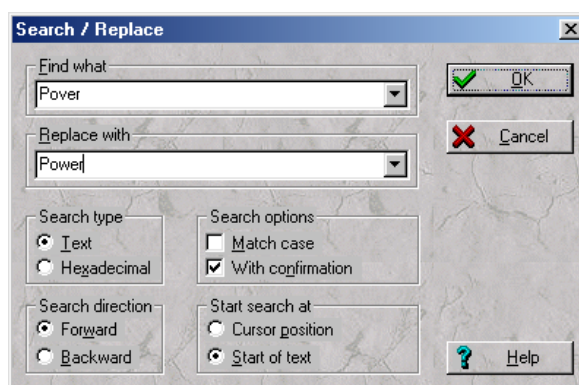 Search / Replace
Find what
Pover
OK
Replace with
Power
Cancel
Search type
Text
Hexadecimal
Search options
Match case
With confirmation
Search direction
Forward
Backward
Start search at
Cursor position
Start of text
Help